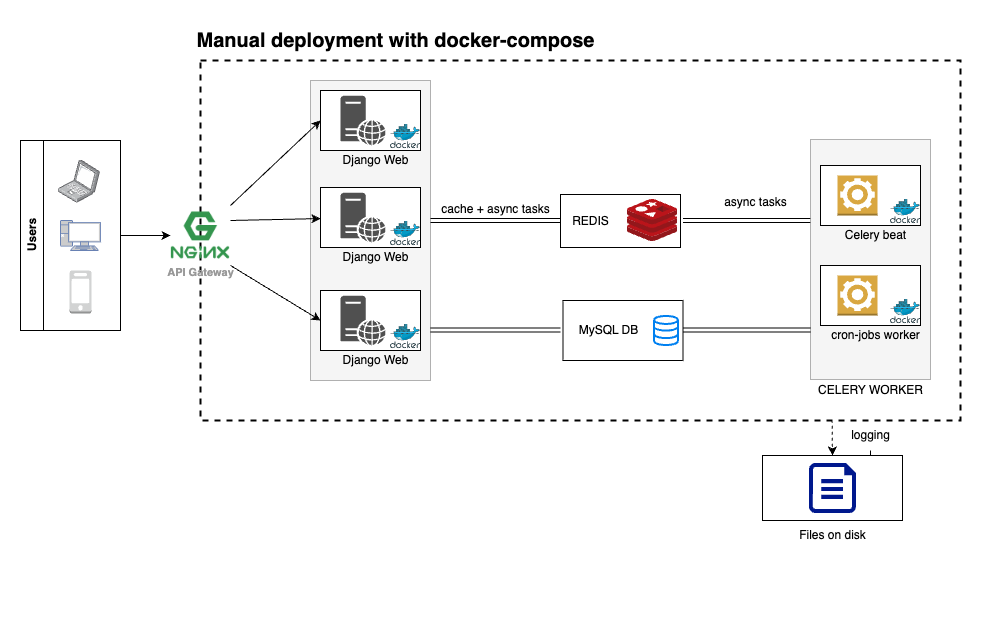 Manual deployment with docker-compose
Users
NGINX
API Gateway
docker
Django Web
docker
Django Web
docker
Django Web
cache + async tasks
REDIS
async tasks
MySQL DB
docker
Celery beat
docker
cron-jobs worker
CELERY WORKER
logging
Files on disk